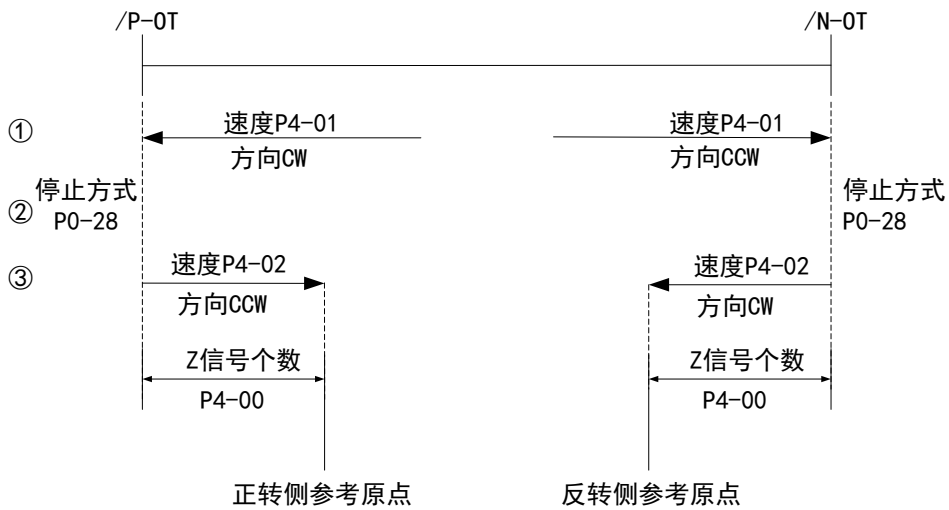 /P-OT
/N-OT
①
速度P4-01
速度P4-01
方向CW
方向CCW
停止方式
停止方式
②
P0-28
P0-28
③
速度P4-02
速度P4-02
方向CCW
方向CW
Z信号个数
Z信号个数
P4-00
P4-00
正转侧参考原点
反转侧参考原点